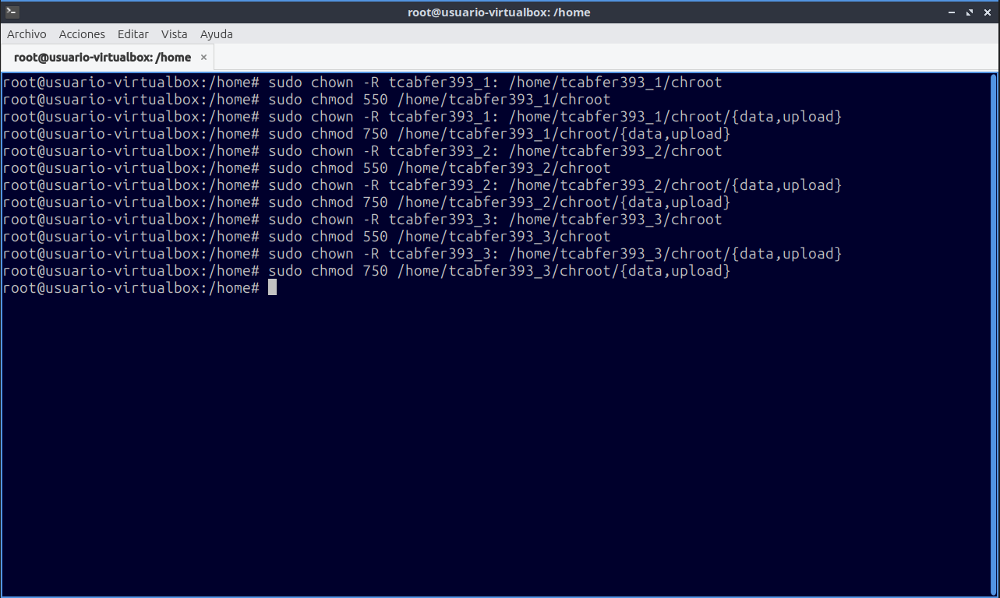 root@usuario-virtualbox: /home
Archivo Acciones Editar Vista Ayuda
root@usuario-virtualbox: /home ×
root@usuario-virtualbox:/home# sudo chown -R tcabfer393_1: /home/tcabfer393_1/chroot
root@usuario-virtualbox:/home# sudo chmod 550 /home/tcabfer393_1/chroot
root@usuario-virtualbox:/home# sudo chown -R tcabfer393_1: /home/tcabfer393_1/chroot/{data,upload}
root@usuario-virtualbox:/home# sudo chmod 750 /home/tcabfer393_1/chroot/{data,upload}
root@usuario-virtualbox:/home# sudo chown -R tcabfer393_2: /home/tcabfer393_2/chroot
root@usuario-virtualbox:/home# sudo chmod 550 /home/tcabfer393_2/chroot
root@usuario-virtualbox:/home# sudo chown -R tcabfer393_2: /home/tcabfer393_2/chroot/{data,upload}
root@usuario-virtualbox:/home# sudo chmod 750 /home/tcabfer393_2/chroot/{data,upload}
root@usuario-virtualbox:/home# sudo chown -R tcabfer393_3: /home/tcabfer393_3/chroot
root@usuario-virtualbox:/home# sudo chmod 550 /home/tcabfer393_3/chroot
root@usuario-virtualbox:/home# sudo chown -R tcabfer393_3: /home/tcabfer393_3/chroot/{data,upload}
root@usuario-virtualbox:/home# sudo chmod 750 /home/tcabfer393_3/chroot/{data,upload}
root@usuario-virtualbox:/home#